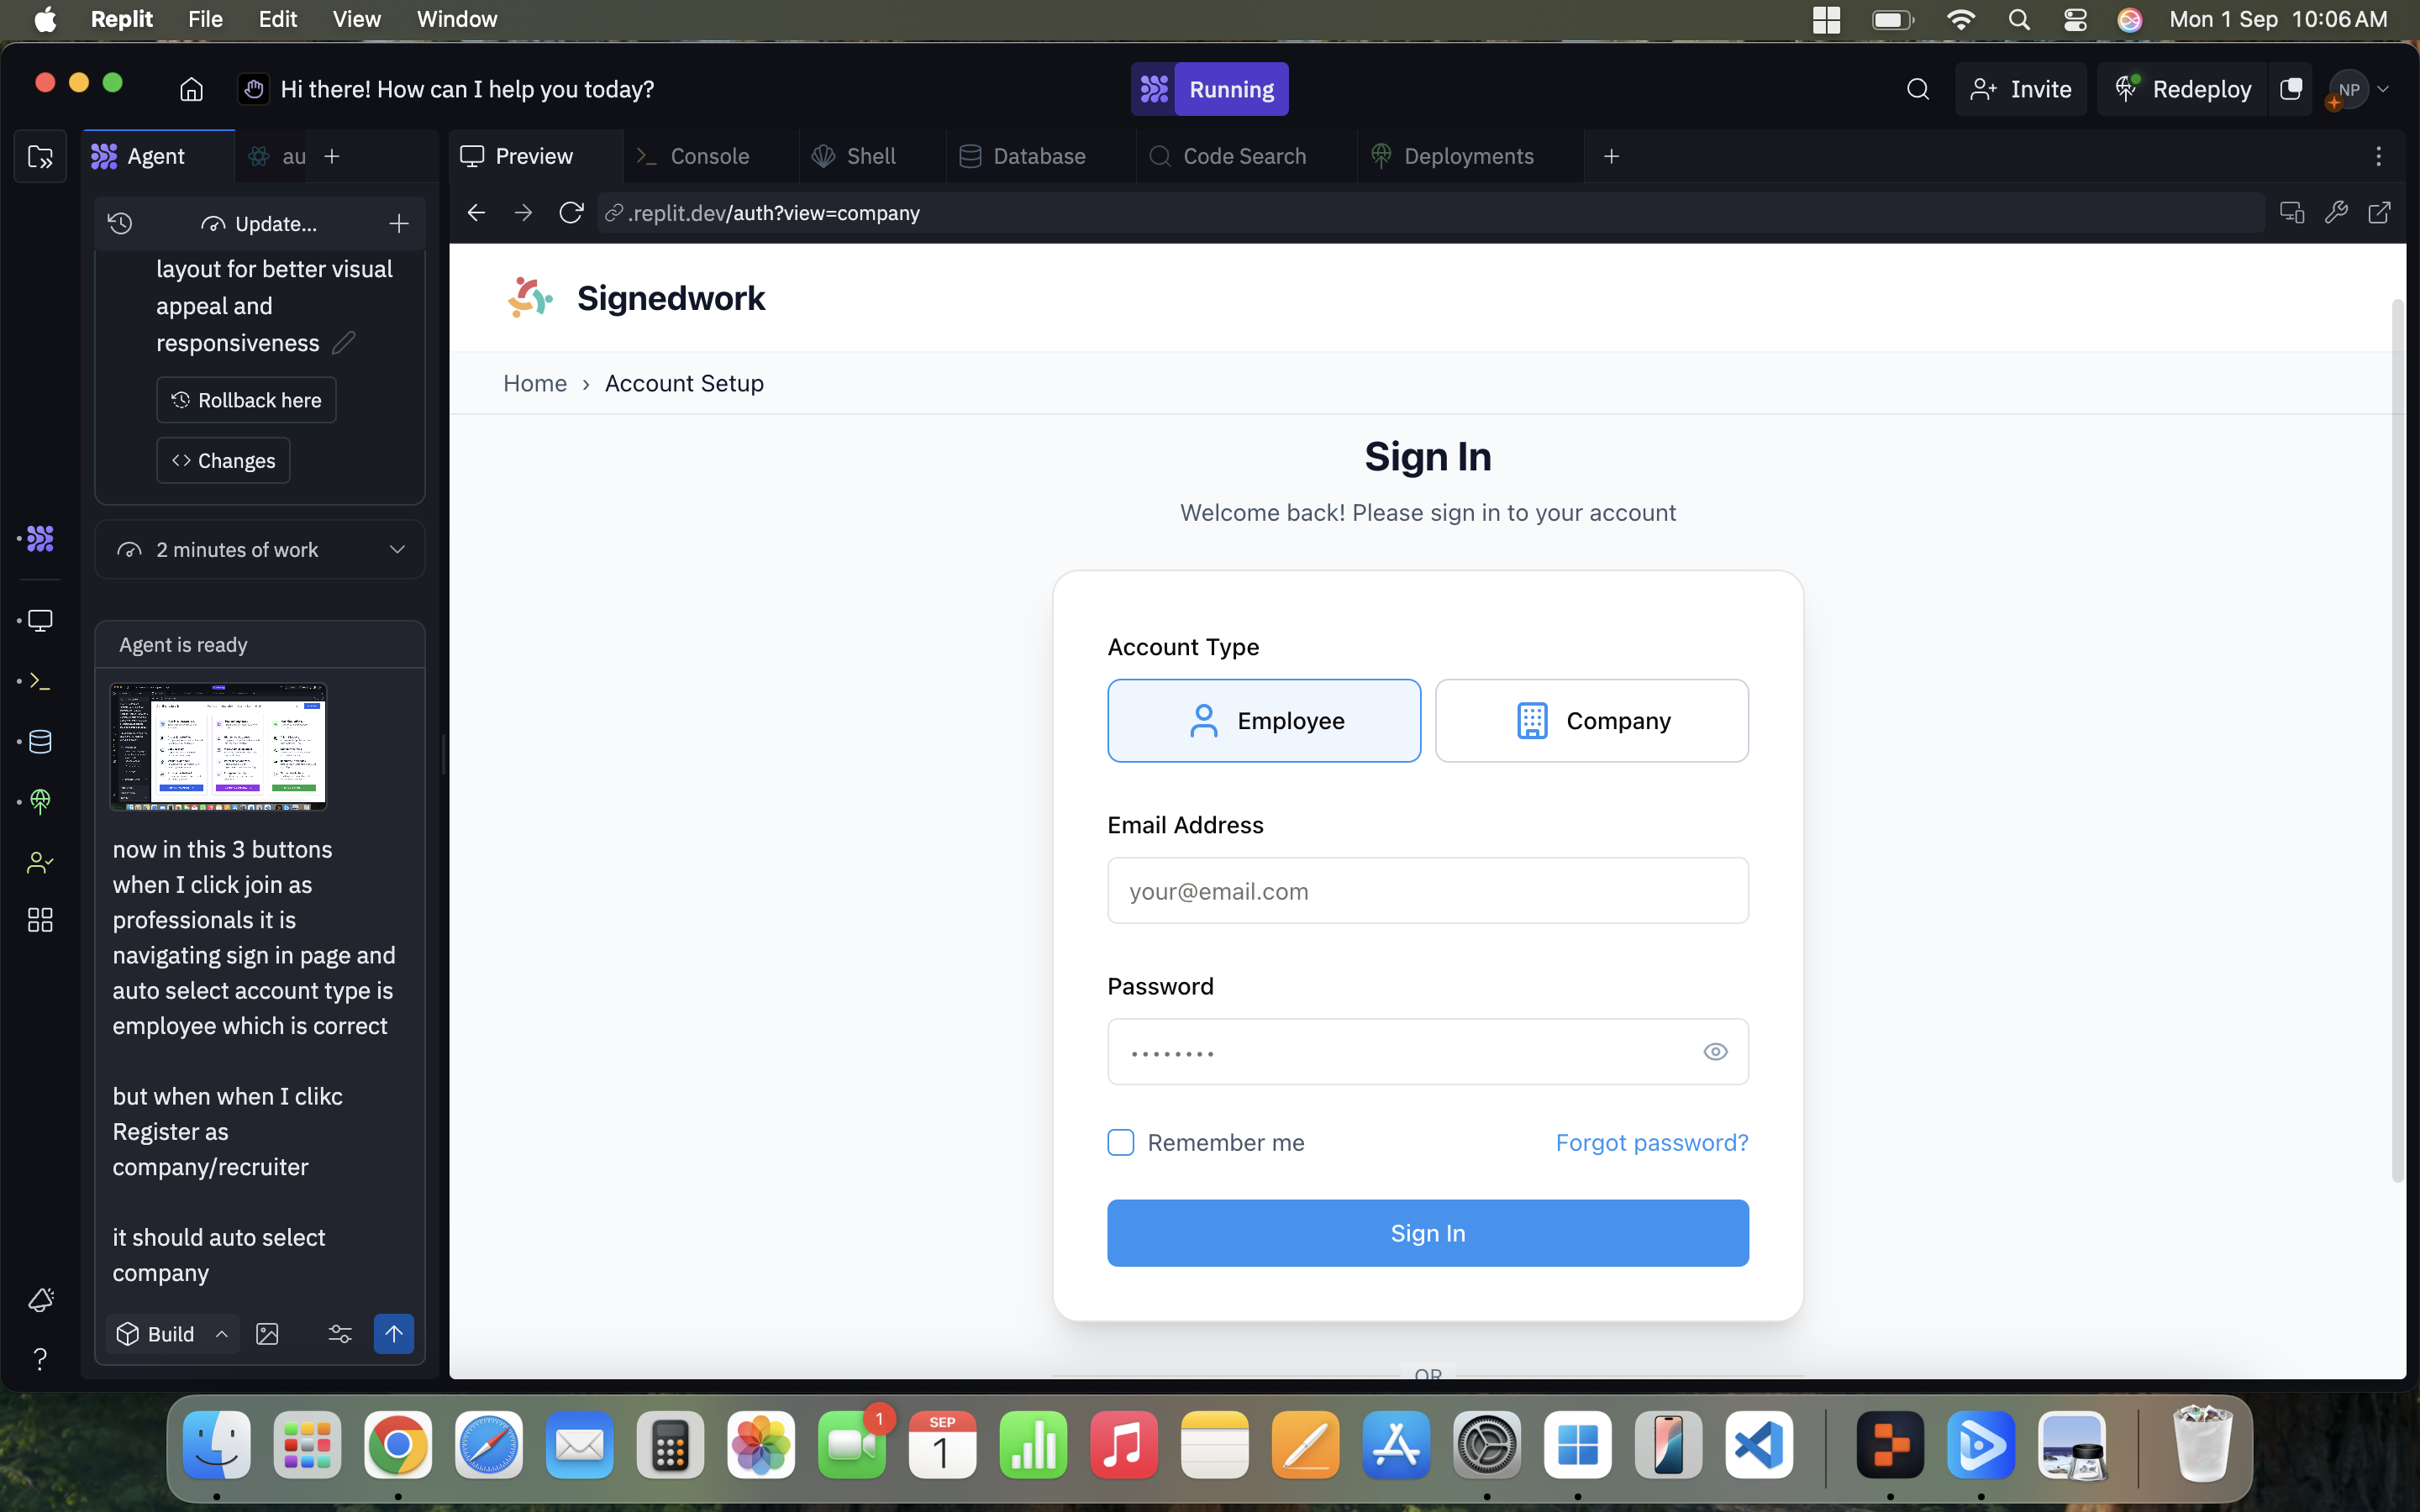 Replit File Edit View Window Mon 1 Sep 10:06 AM
Hi there! How can I help you today? Running Invite Redeploy NP
Agent au Preview Console Shell Database Code Search Deployments
Update... .replit.dev/auth?view=company
layout for better visual
appeal and
responsiveness
Rollback here
Changes
2 minutes of work
Agent is ready
now in this 3 buttons
when I click join as
professionals it is
navigating sign in page and
auto select account type is
employee which is correct
but when when I clikc
Register as
company/recruiter
it should auto select
company
Build
Signedwork
Home › Account Setup
Sign In
Welcome back! Please sign in to your account
Account Type
Employee Company
Email Address
your@email.com
Password
••••••••
Remember me Forgot password?
Sign In
OR
1
SEP
1